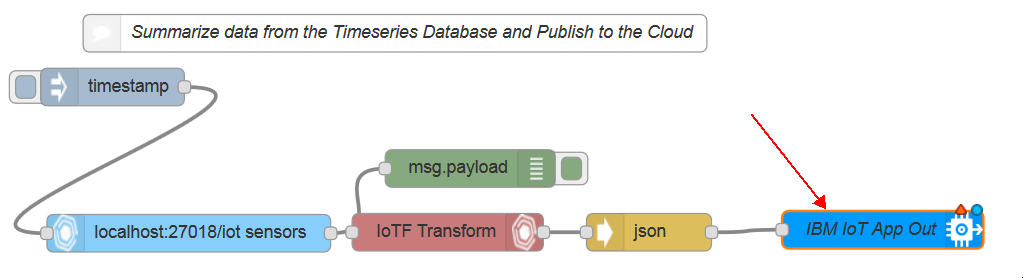 Summarize data from the Timeseries Database and Publish to the Cloud
timestamp
msg.payload
localhost:27018/iot sensors
IoTF Transform
json
IBM IoT App Out